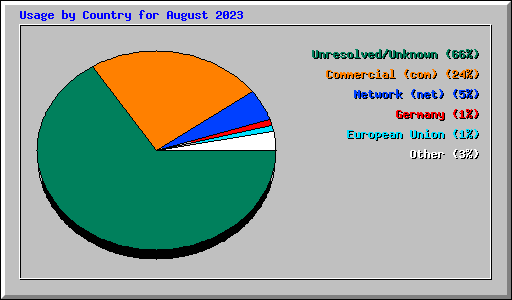 Usage by Country for August 2023
Unresolved/Unknown (66%)
Commercial (com) (24%)
Network (net) (5%)
Germany (1%)
European Union (1%)
Other (3%)